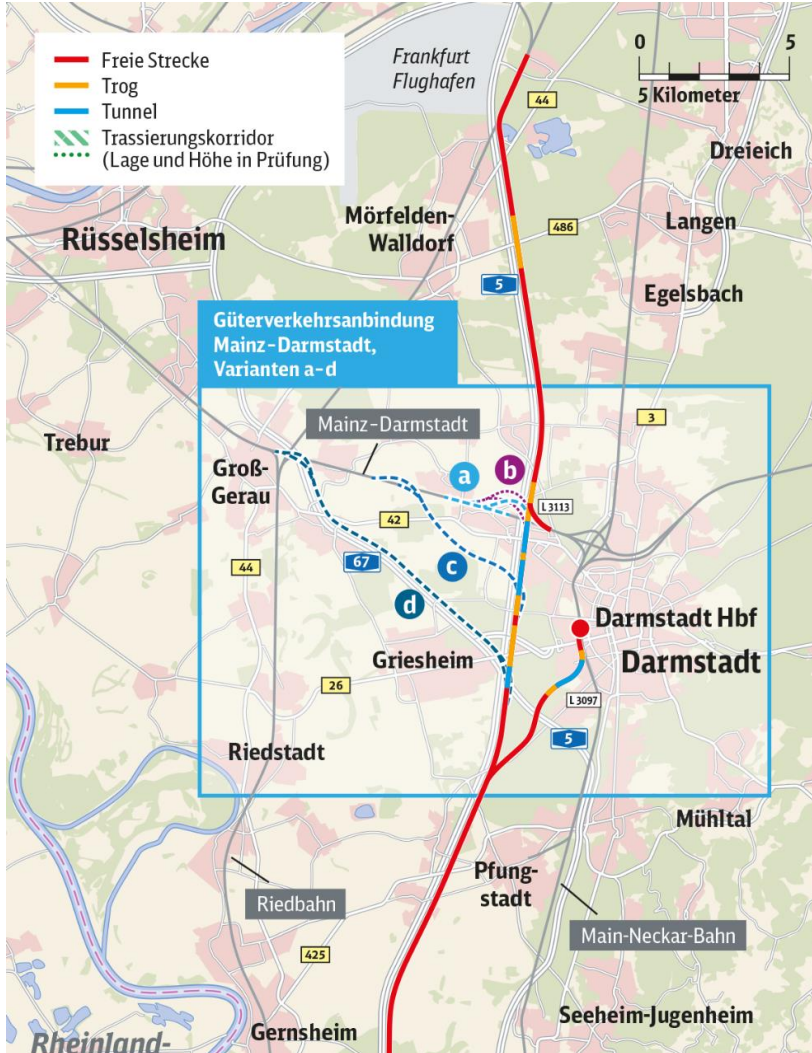 Freie Strecke
Trog
Tunnel
Trassierungskorridor
(Lage und Höhe in Prüfung)
Frankfurt
Flughafen
0
5
5 Kilometer
44
Dreieich
Mörfelden-
Walldorf
486
Langen
Rüsselsheim
5
Egelsbach
Güterverkehrsanbindung
Mainz–Darmstadt,
Varianten a–d
3
Mainz–Darmstadt
Trebur
Groß-
Gerau
a
b
L 3113
42
44
67
c
d
Darmstadt Hbf
Darmstadt
Griesheim
26
L 3097
5
Riedstadt
Mühltal
Pfung-
stadt
Riedbahn
Main-Neckar-Bahn
425
Gernsheim
Seeheim-Jugenheim
Rheinland-